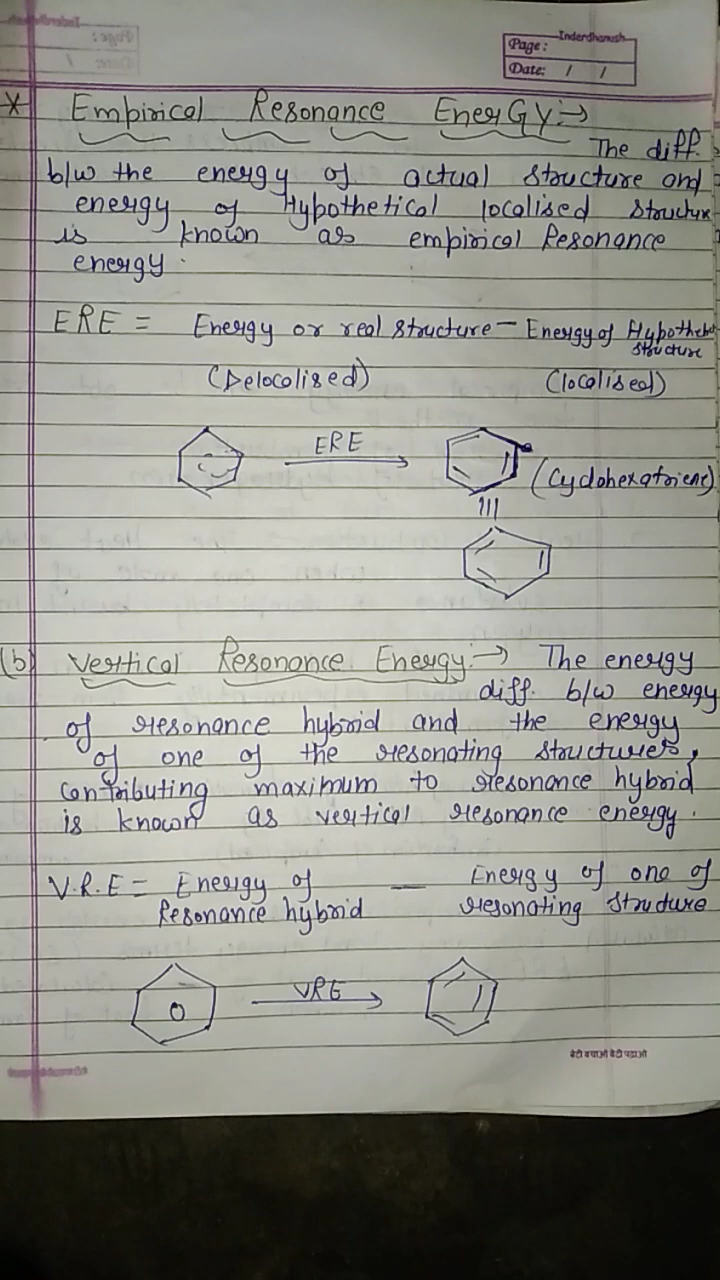 Inderdhanush
Page:
Date: / /
* Empirical Resonance EnerGy :→
The diff.
b/w the energy of actual structure and
energy of Hypothetical localised structure
is known as empirical Resonance
energy.
ERE = Energy or real structure — Energy of Hypothetical
structure
(Delocalised) (localised)
ERE
(Cyclohexatriene)
(b) Vertical Resonance Energy :→ The energy
diff. b/w energy
of resonance hybrid and the energy
of one of the resonating structures,
contributing maximum to resonance hybrid
is known as vertical resonance energy.
V.R.E = Energy of — Energy of one of
Resonance hybrid resonating structure
VRE
बेटी बचाओ बेटी पढ़ाओ